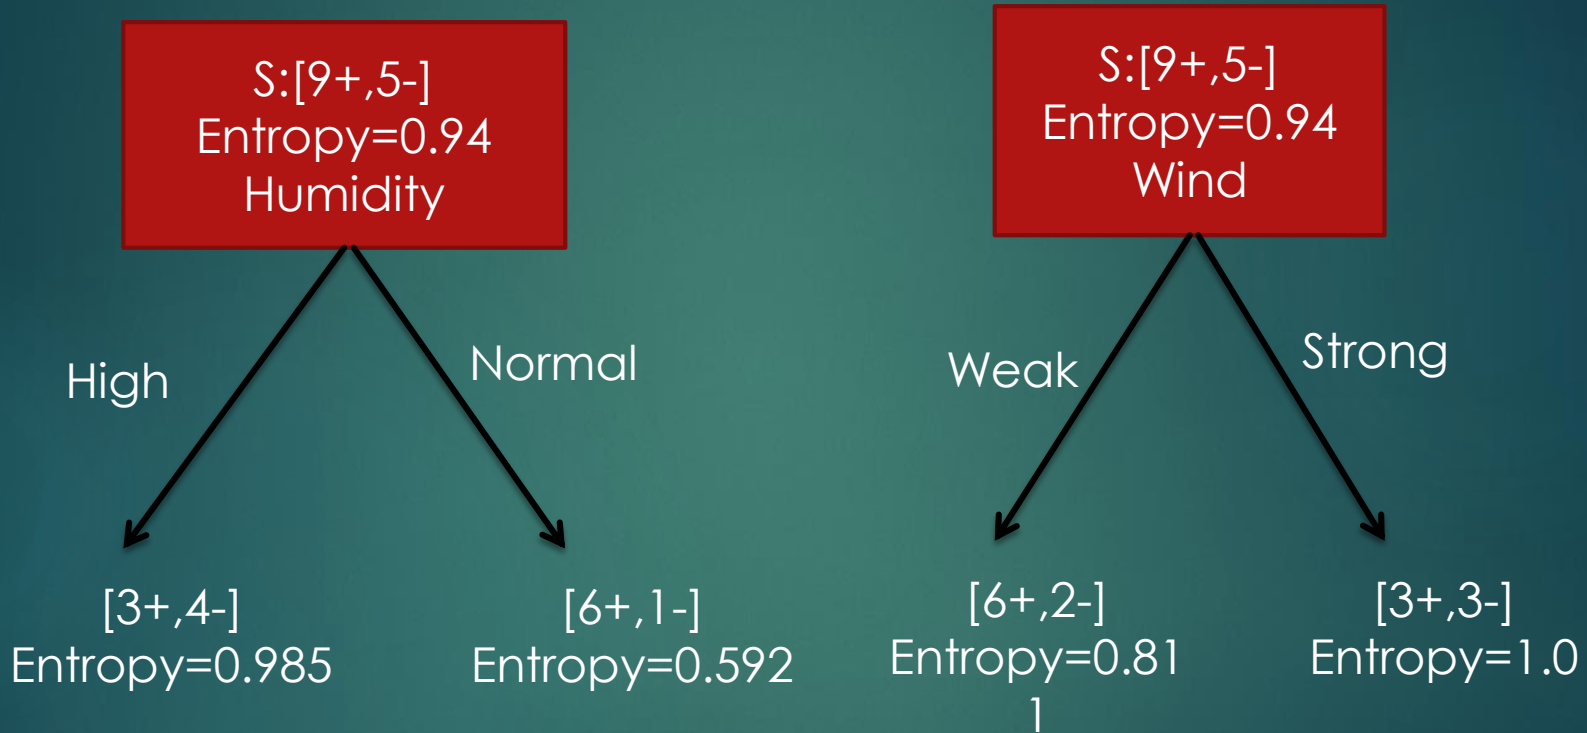 S:[9+,5-]
Entropy=0.94
Humidity
High
Normal
[3+,4-]
Entropy=0.985
[6+,1-]
Entropy=0.592
S:[9+,5-]
Entropy=0.94
Wind
Weak
Strong
[6+,2-]
Entropy=0.81
1
[3+,3-]
Entropy=1.0